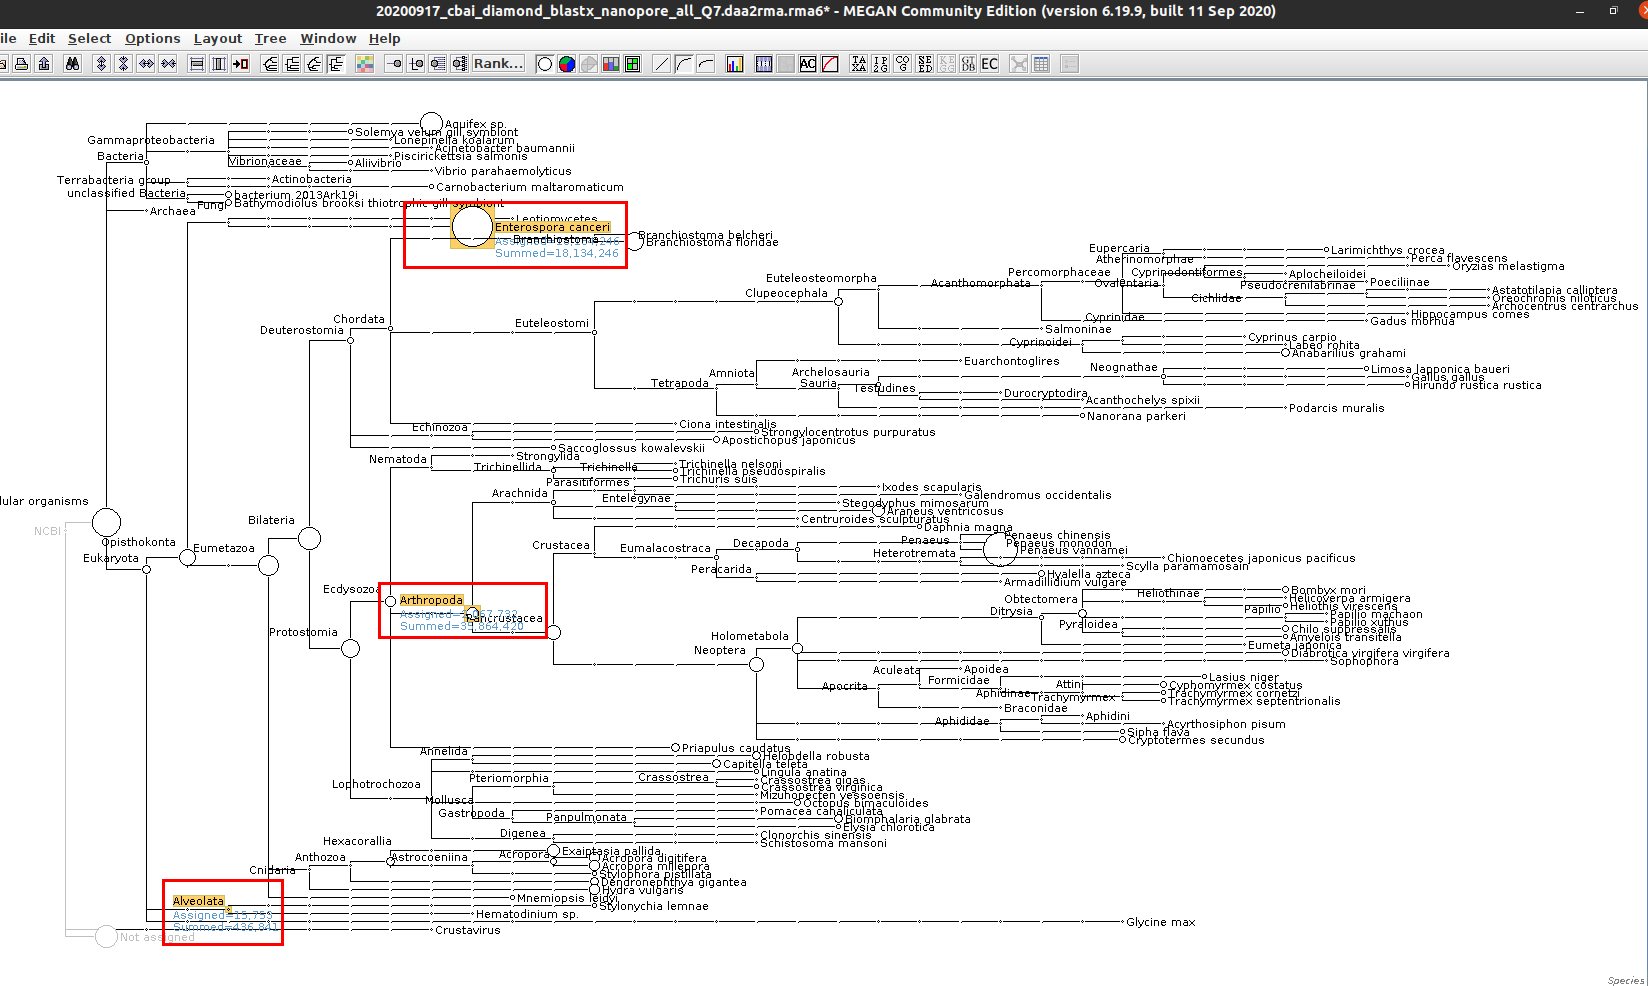 20200917_cbai_diamond_blastx_nanopore_all_Q7.daa2rma.rma6* - MEGAN Community Edition (version 6.19.9, built 11 Sep 2020)
ile Edit Select Options Layout Tree Window Help
Rank...
AC
TA XA
IP 2G
CO G
SE ED
KE GG
GT DB
EC
Aquifex sp.
Solemya velum gill symbiont
Gammaproteobacteria
Lonepinella koalarum
Acinetobacter baumannii
Bacteria
Piscirickettsia salmonis
Vibrionaceae
Aliivibrio
Vibrio parahaemolyticus
Terrabacteria group
Actinobacteria
Carnobacterium maltaromaticum
unclassified Bacteria
bacterium 2013Ark19i
Bathymodiolus brooksi thiotrophic gill symbiont
Fungi
Archaea
Leotiomycetes
Enterospora canceri
Branchiostoma
Branchiostoma belcheri
Branchiostoma floridae
Summed=18,134,246
Eupercaria
Larimichthys crocea
Atherinomorphae
Perca flavescens
Oryzias melastigma
Percomorphaceae
Cyprinodontiformes
Aplocheiloidei
Euteleosteomorpha
Acanthomorphata
Ovalentaria
Pseudocrenilabrinae
Poeciliinae
Clupeocephala
Cichlidae
Astatotilapia calliptera
Oreochromis niloticus
Archocentrus centrarchus
Hippocampus comes
Chordata
Euteleostomi
Cyprinidae
Gadus morhua
Deuterostomia
Salmoninae
Cyprinoidei
Cyprinus carpio
Labeo rohita
Anabarilius grahami
Euarchontoglires
Amniota
Archelosauria
Neognathae
Limosa lapponica baueri
Gallus gallus
Tetrapoda
Sauria
Testudines
Hirundo rustica rustica
Durocryptodira
Acanthochelys spixii
Podarcis muralis
Nanorana parkeri
Echinozoa
Ciona intestinalis
Strongylocentrotus purpuratus
Apostichopus japonicus
Saccoglossus kowalevskii
Nematoda
Strongylida
Trichinellida
Trichinella
Trichinella nelsoni
Trichinella pseudospiralis
Trichuris suis
Parasitiformes
Ixodes scapularis
Arachnida
Entelegynae
Galendromus occidentalis
Stegodyphus mimosarum
Araneus ventricosus
Centruroides sculpturatus
lular organisms
Bilateria
NCBI
Daphnia magna
Opisthokonta
Eumetazoa
Crustacea
Eumalacostraca
Decapoda
Penaeus
Penaeus chinensis
Penaeus monodon
Penaeus vannamei
Heterotremata
Chionoecetes japonicus pacificus
Scylla paramamosain
Eukaryota
Peracarida
Hyalella azteca
Armadillidium vulgare
Ecdysozoa
Arthropoda
Pancrustacea
Summed=35,864,420
Heliothinae
Bombyx mori
Obtectomera
Helicoverpa armigera
Heliothis virescens
Ditrysia
Papilio
Papilio machaon
Papilio xuthus
Pyraloidea
Chilo suppressalis
Amyelois transitella
Protostomia
Holometabola
Eumeta japonica
Neoptera
Diabrotica virgifera virgifera
Sophophora
Aculeata
Apoidea
Formicidae
Lasius niger
Apocrita
Attini
Cyphomyrmex costatus
Aphidinae
Trachymyrmex
Trachymyrmex cornetzi
Trachymyrmex septentrionalis
Braconidae
Aphididae
Aphidini
Acyrthosiphon pisum
Sipha flava
Cryptotermes secundus
Annelida
Priapulus caudatus
Helobdella robusta
Capitella teleta
Lingula anatina
Pteriomorphia
Crassostrea
Crassostrea gigas
Crassostrea virginica
Lophotrochozoa
Mizuhopecten yessoensis
Mollusca
Octopus bimaculoides
Gastropoda
Panpulmonata
Pomacea canaliculata
Biomphalaria glabrata
Elysia chlorotica
Digenea
Clonorchis sinensis
Schistosoma mansoni
Hexacorallia
Anthozoa
Astrocoeniina
Acropora
Exaiptasia pallida
Acropora digitifera
Acropora millepora
Cnidaria
Stylophora pistillata
Dendronephthya gigantea
Hydra vulgaris
Mnemiopsis leidyi
Alveolata
Stylonychia lemnae
Assigned=15,753
Summed=436,841
Hematodinium sp.
Glycine max
Crustavirus
Not assigned
Species